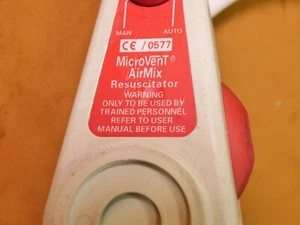 MAN AUTO
CE/0577
MicroVenT®
AirMix
Resuscitator
WARNING
ONLY TO BE USED BY
TRAINED PERSONNEL
REFER TO USER
MANUAL BEFORE USE